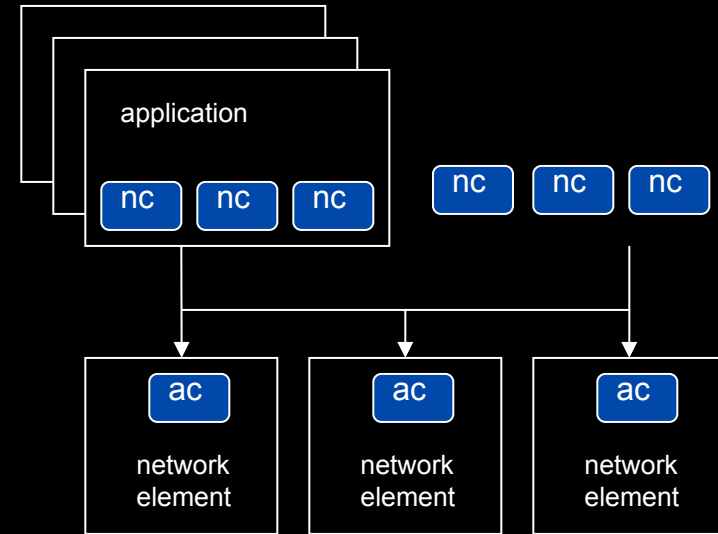 application
nc nc nc nc nc nc
ac ac ac
network network network
element element element